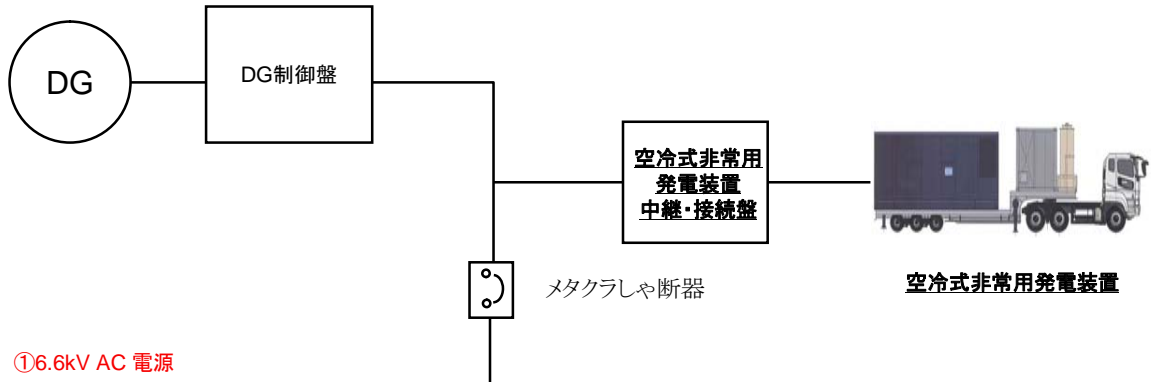 DG
DG制御盤
空冷式非常用
発電装置
中継・接続盤
空冷式非常用発電装置
メタクラしゃ断器
①6.6kV AC 電源